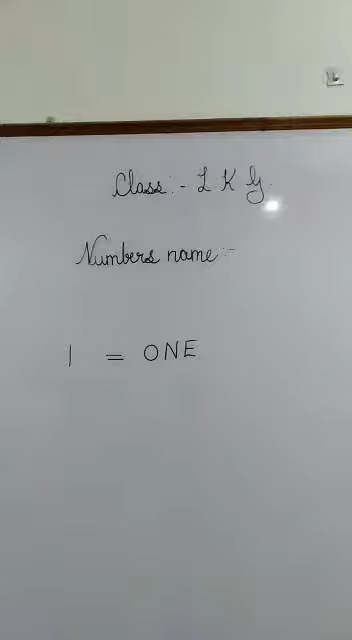 Class:- L.K.G.
Numbers name:-
1 = ONE